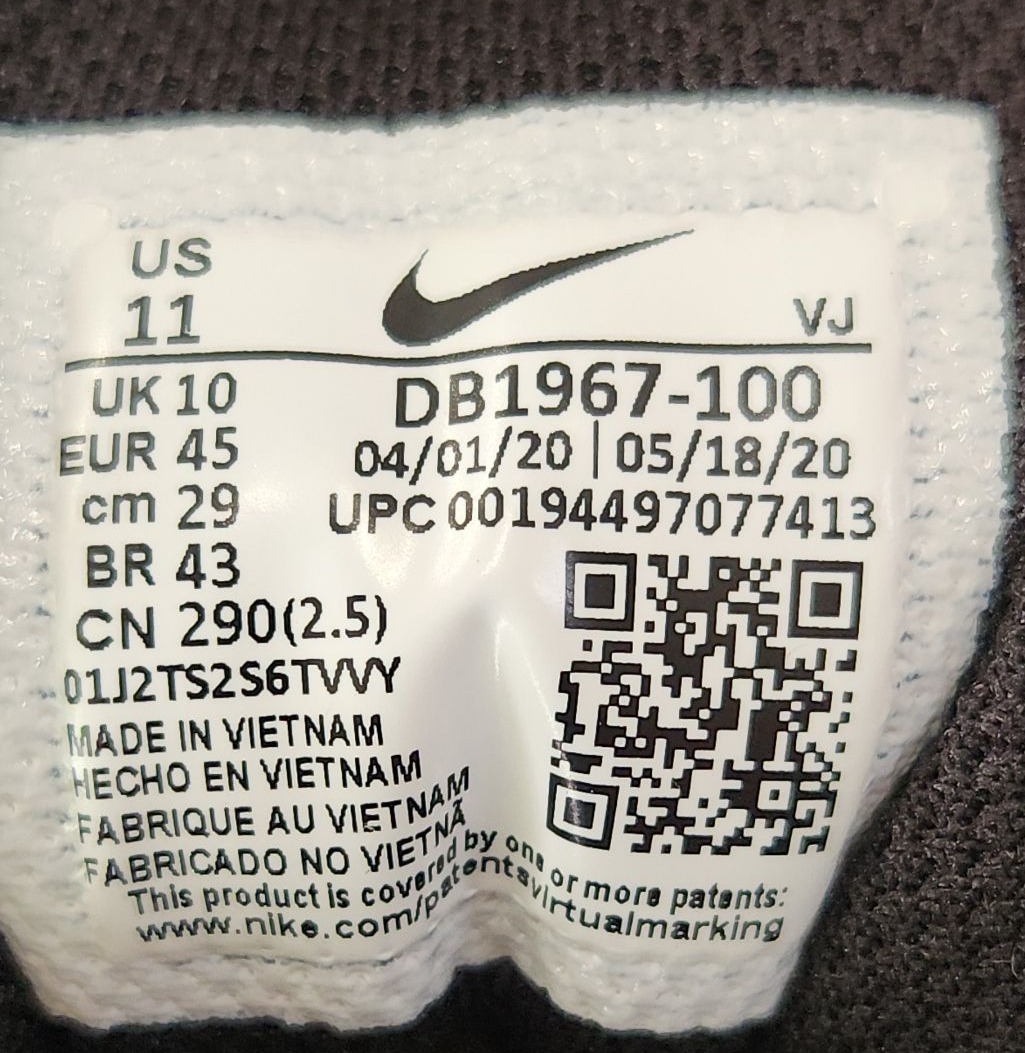 US
11
VJ
UK 10
EUR 45
cm 29
BR 43
CN 290(2.5)
DB1967-100
04/01/20 | 05/18/20
UPC 00194497077413
01J2TS2S6TVVY
MADE IN VIETNAM
HECHO EN VIETNAM
FABRIQUE AU VIETNAM
FABRICADO NO VIETNÃ
This product is covered by one or more patents:
www.nike.com/patentsvirtualmarking